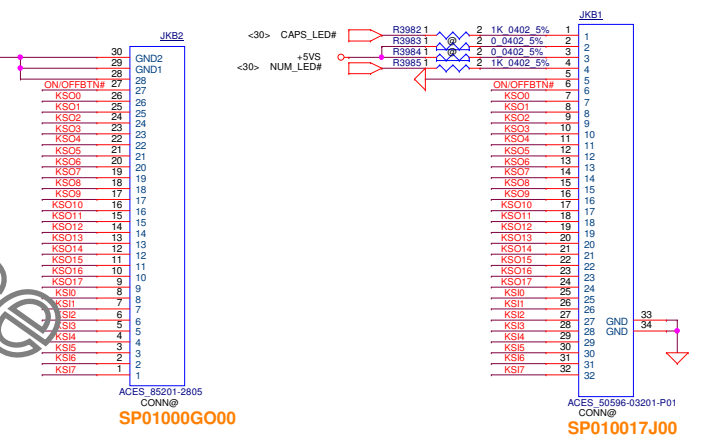 JKB2
30 GND2
29 GND1
28 28
ON/OFFBTN# 27 27
KSO0 26 26
KSO1 25 25
KSO2 24 24
KSO3 23 23
KSO4 22 22
KSO5 21 21
KSO6 20 20
KSO7 19 19
KSO8 18 18
KSO9 17 17
KSO10 16 16
KSO11 15 15
KSO12 14 14
KSO13 13 13
KSO14 12 12
KSO15 11 11
KSO16 10 10
KSO17 9 9
KSI0 8 8
KSI1 7 7
KSI2 6 6
KSI3 5 5
KSI4 4 4
KSI5 3 3
KSI6 2 2
KSI7 1 1
ACES_85201-2805
CONN@
SP01000GO00
JKB1
<30> CAPS_LED# R3982 1 2 1K_0402_5% 1 1
R3983 1 @ 2 0_0402_5% 2 2
+5VS R3984 1 @ 2 0_0402_5% 3 3
<30> NUM_LED# R3985 1 2 1K_0402_5% 4 4
5 5
ON/OFFBTN# 6 6
KSO0 7 7
KSO1 8 8
KSO2 9 9
KSO3 10 10
KSO4 11 11
KSO5 12 12
KSO6 13 13
KSO7 14 14
KSO8 15 15
KSO9 16 16
KSO10 17 17
KSO11 18 18
KSO12 19 19
KSO13 20 20
KSO14 21 21
KSO15 22 22
KSO16 23 23
KSO17 24 24
KSI0 25 25
KSI1 26 26
KSI2 27 27 GND 33
KSI3 28 28 GND 34
KSI4 29 29
KSI5 30 30
KSI6 31 31
KSI7 32 32
ACES_50596-03201-P01
CONN@
SP010017J00